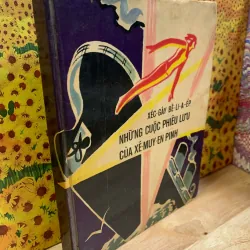 XÉC-GÂY BÊ-LI-A-ÉP
NHỮNG CUỘC PHIÊU LƯU
CỦA XÊ-MUY-EN PINH